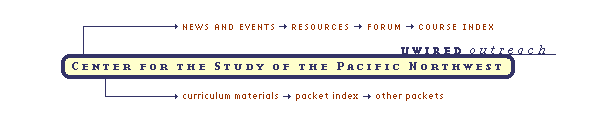 NEWS AND EVENTS → RESOURCES → FORUM → COURSE INDEX
UWIRED outreach
CENTER FOR THE STUDY OF THE PACIFIC NORTHWEST
curriculum materials → packet index → other packets